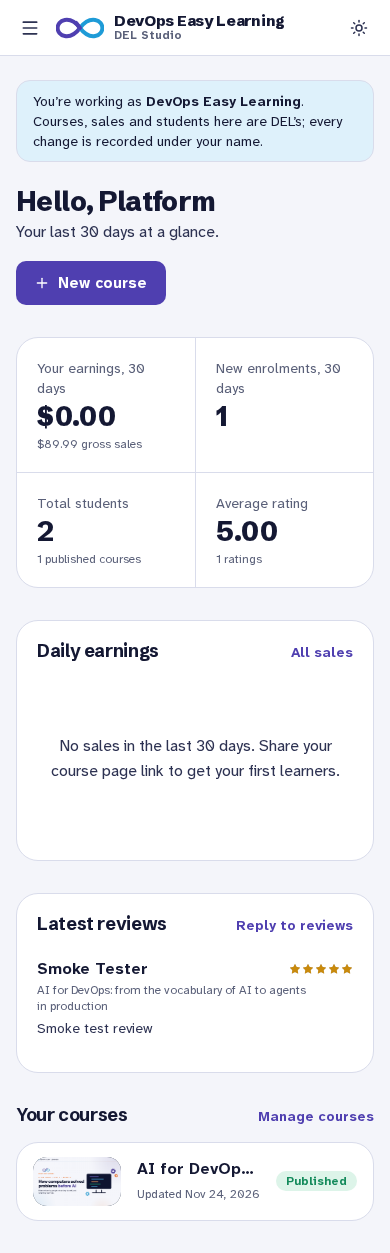 DevOps Easy Learning
DEL Studio
You're working as DevOps Easy Learning.
Courses, sales and students here are DEL's; every
change is recorded under your name.
Hello, Platform
Your last 30 days at a glance.
+ New course
Your earnings, 30
days
$0.00
$89.99 gross sales
New enrolments, 30
days
1
Total students
2
1 published courses
Average rating
5.00
1 ratings
Daily earnings
All sales
No sales in the last 30 days. Share your
course page link to get your first learners.
Latest reviews
Reply to reviews
Smoke Tester
AI for DevOps: from the vocabulary of AI to agents
in production
Smoke test review
Your courses
Manage courses
How computers solved
problems before AI
AI for DevOp...
Updated Nov 24, 2026
Published